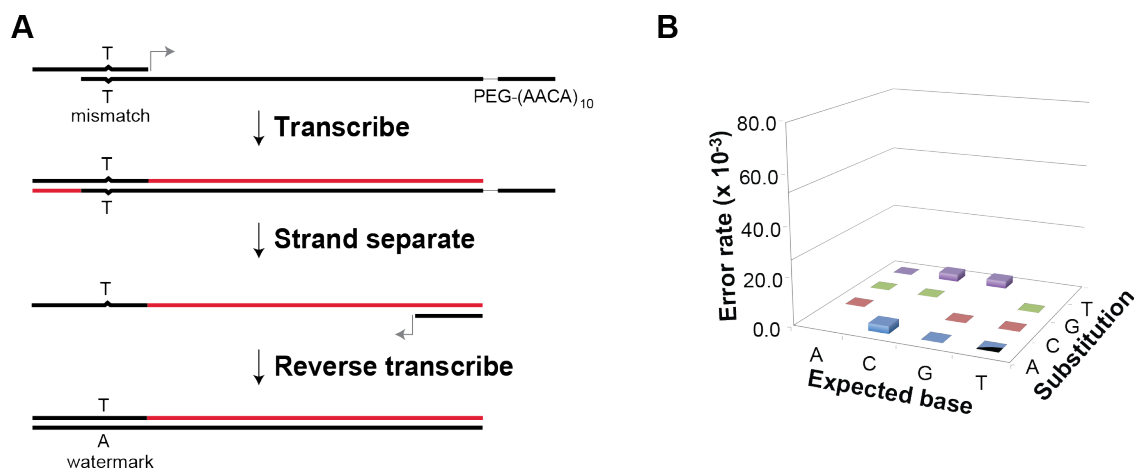 A
T
T
mismatch
PEG-(AACA)10
Transcribe
T
T
Strand separate
T
Reverse transcribe
T
A
watermark
B
Error rate (x 10-3)
80.0
60.0
40.0
20.0
0.0
A
C
G
T
Expected base
A
C
G
T
Substitution